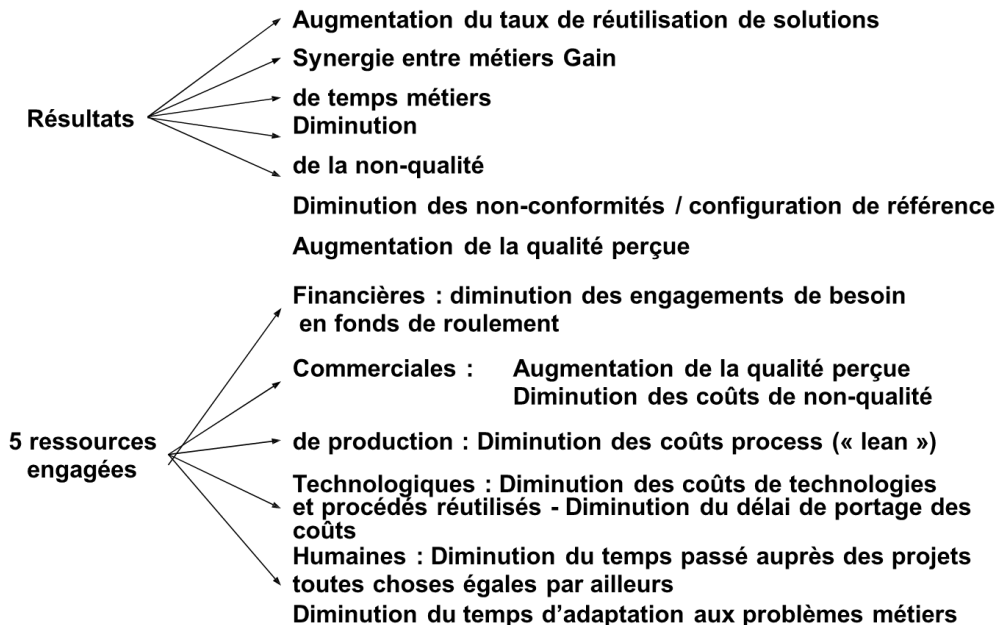 Augmentation du taux de réutilisation de solutions
Synergie entre métiers Gain
de temps métiers
Résultats
Diminution
de la non-qualité
Diminution des non-conformités / configuration de référence
Augmentation de la qualité perçue
Financières : diminution des engagements de besoin
en fonds de roulement
Commerciales : Augmentation de la qualité perçue
Diminution des coûts de non-qualité
5 ressources
engagées
de production : Diminution des coûts process (« lean »)
Technologiques : Diminution des coûts de technologies
et procédés réutilisés - Diminution du délai de portage des
coûts
Humaines : Diminution du temps passé auprès des projets
toutes choses égales par ailleurs
Diminution du temps d’adaptation aux problèmes métiers